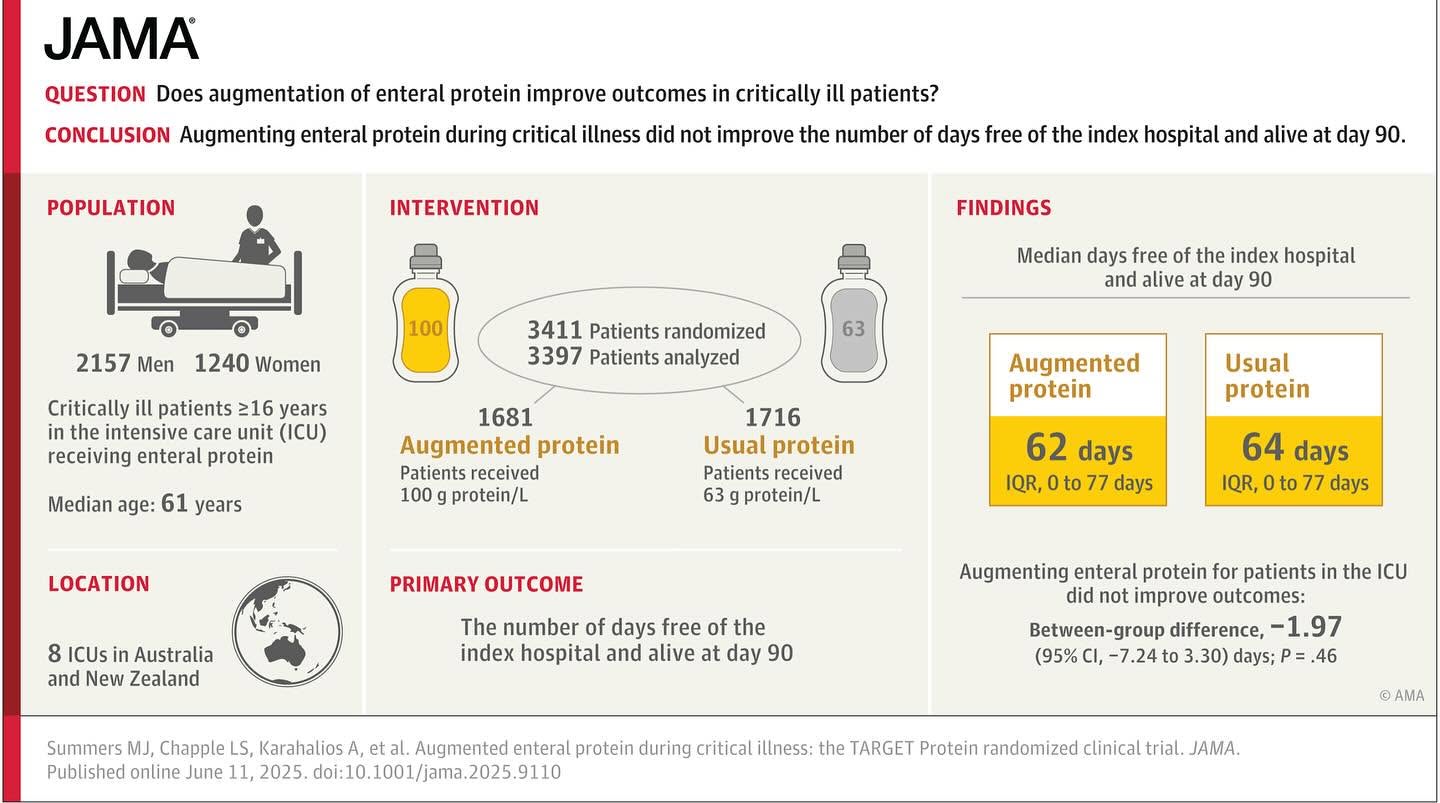 JAMA®
QUESTION Does augmentation of enteral protein improve outcomes in critically ill patients?
CONCLUSION Augmenting enteral protein during critical illness did not improve the number of days free of the index hospital and alive at day 90.
POPULATION
2157 Men 1240 Women
Critically ill patients ≥16 years
in the intensive care unit (ICU)
receiving enteral protein
Median age: 61 years
LOCATION
8 ICUs in Australia
and New Zealand
INTERVENTION
100
63
3411 Patients randomized
3397 Patients analyzed
1681
Augmented protein
Patients received
100 g protein/L
1716
Usual protein
Patients received
63 g protein/L
PRIMARY OUTCOME
The number of days free of the
index hospital and alive at day 90
FINDINGS
Median days free of the index hospital
and alive at day 90
Augmented
protein
62 days
IQR, 0 to 77 days
Usual
protein
64 days
IQR, 0 to 77 days
Augmenting enteral protein for patients in the ICU
did not improve outcomes:
Between-group difference, −1.97
(95% CI, −7.24 to 3.30) days; P = .46
© AMA
Summers MJ, Chapple LS, Karahalios A, et al. Augmented enteral protein during critical illness: the TARGET Protein randomized clinical trial. JAMA.
Published online June 11, 2025. doi:10.1001/jama.2025.9110